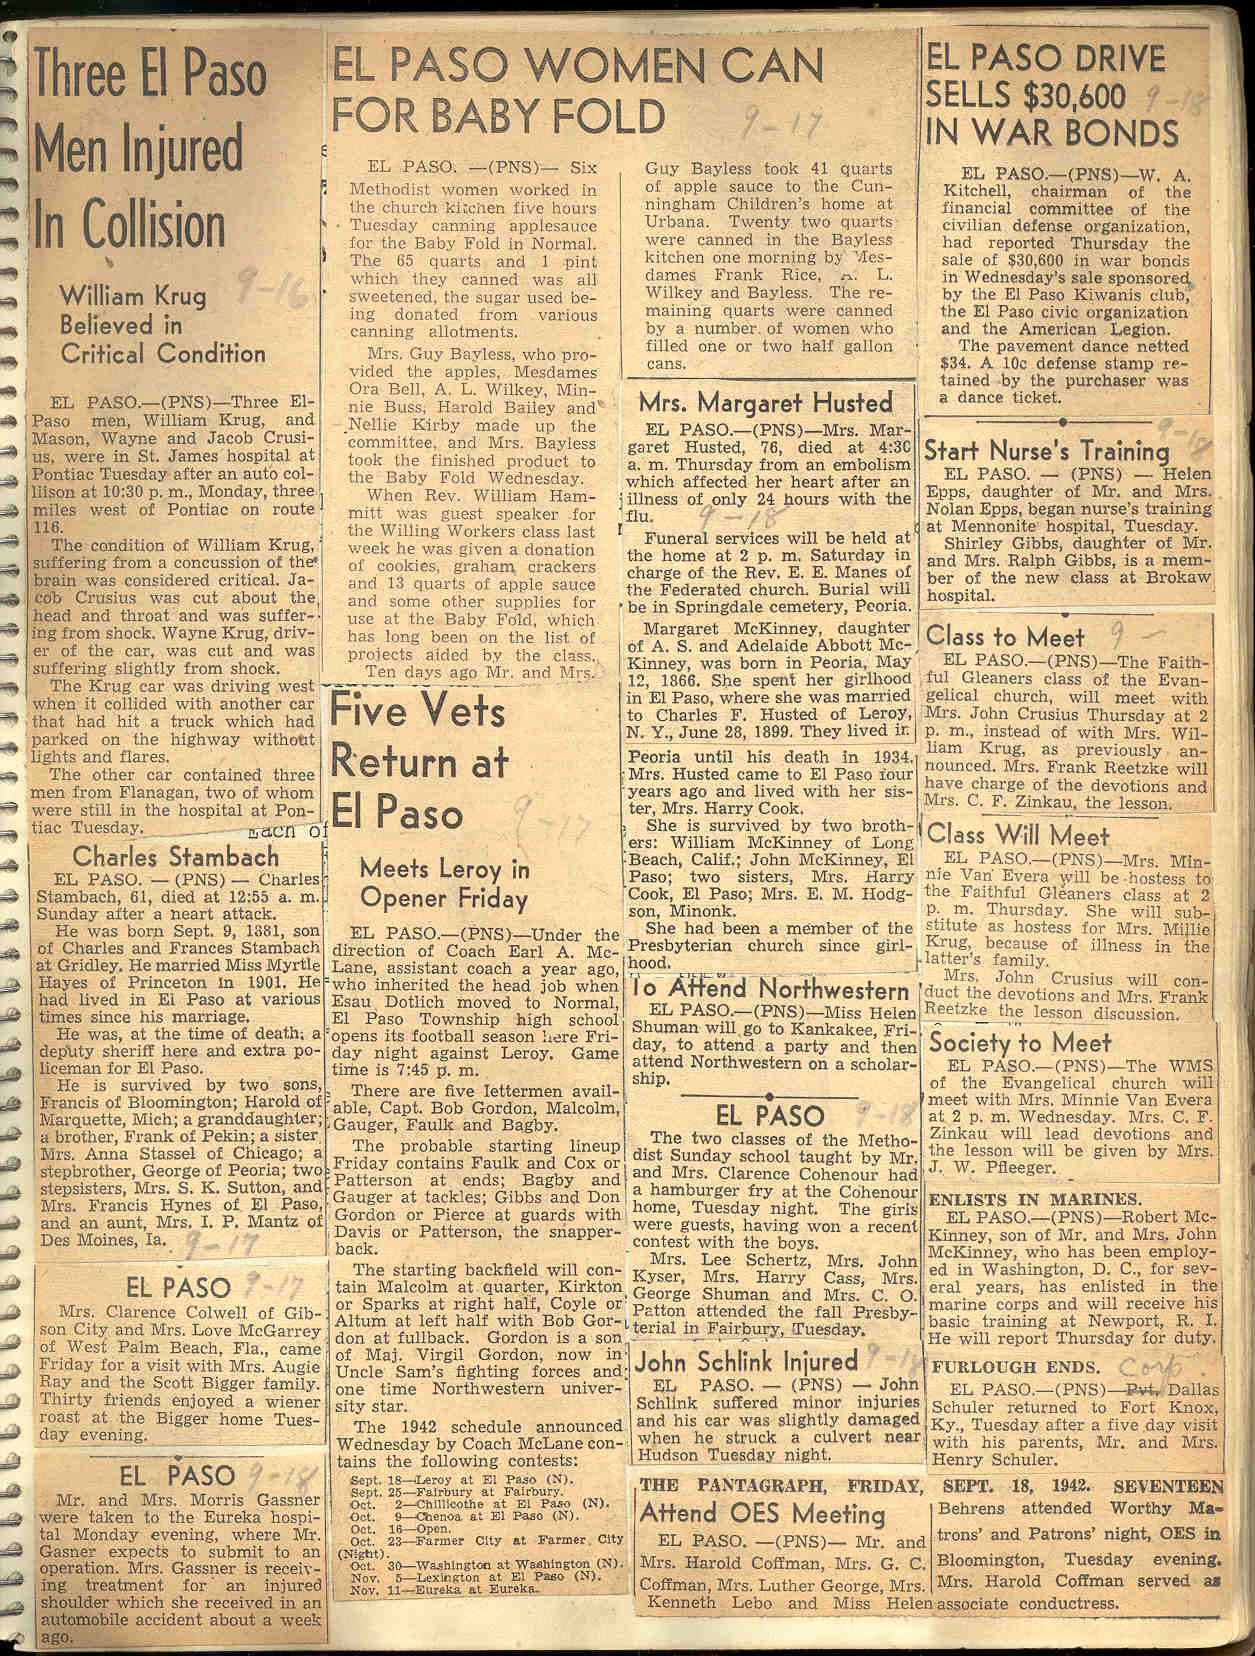 Three El Paso
Men Injured
In Collision
9-16
William Krug
Believed in
Critical Condition
EL PASO.—(PNS)—Three El-
Paso men, William Krug, and
Mason, Wayne and Jacob Crusi-
us, were in St. James hospital at
Pontiac Tuesday after an auto col-
liison at 10:30 p. m., Monday, three
miles west of Pontiac on route
116.
The condition of William Krug,
suffering from a concussion of the
brain was considered critical. Ja-
cob Crusius was cut about the
head and throat and was suffer-
ing from shock. Wayne Krug, driv-
er of the car, was cut and was
suffering slightly from shock.
The Krug car was driving west
when it collided with another car
that had hit a truck which had
parked on the highway without
lights and flares.
The other car contained three
men from Flanagan, two of whom
were still in the hospital at Pon-
tiac Tuesday.
Each of
Charles Stambach
EL PASO. — (PNS) — Charles
Stambach, 61, died at 12:55 a. m.
Sunday after a heart attack.
He was born Sept. 9, 1881, son
of Charles and Frances Stambach
at Gridley. He married Miss Myrtle
Hayes of Princeton in 1901. He
had lived in El Paso at various
times since his marriage.
He was, at the time of death, a
deputy sheriff here and extra po-
liceman for El Paso.
He is survived by two sons,
Francis of Bloomington; Harold of
Marquette, Mich; a granddaughter;
a brother, Frank of Pekin; a sister
Mrs. Anna Stassel of Chicago; a
stepbrother, George of Peoria; two
stepsisters, Mrs. S. K. Sutton, and
Mrs. Francis Hynes of El Paso,
and an aunt, Mrs. I. P. Mantz of
Des Moines, Ia.
9-17
EL PASO
9-17
Mrs. Clarence Colwell of Gib-
son City and Mrs. Love McGarrey
of West Palm Beach, Fla., came
Friday for a visit with Mrs. Augie
Ray and the Scott Bigger family.
Thirty friends enjoyed a wiener
roast at the Bigger home Tues-
day evening.
EL PASO
9-18
Mr. and Mrs. Morris Gassner
were taken to the Eureka hospi-
tal Monday evening, where Mr.
Gasner expects to submit to an
operation. Mrs. Gassner is receiv-
ing treatment for an injured
shoulder which she received in an
automobile accident about a week
ago.
EL PASO WOMEN CAN
FOR BABY FOLD
9-17
EL PASO. —(PNS)— Six
Methodist women worked in
the church kitchen five hours
Tuesday canning applesauce
for the Baby Fold in Normal.
The 65 quarts and 1 pint
which they canned was all
sweetened, the sugar used be-
ing donated from various
canning allotments.
Mrs. Guy Bayless, who pro-
vided the apples, Mesdames
Ora Bell, A. L. Wilkey, Min-
nie Buss, Harold Bailey and
Nellie Kirby made up the
committee, and Mrs. Bayless
took the finished product to
the Baby Fold Wednesday.
When Rev. William Ham-
mitt was guest speaker for
the Willing Workers class last
week he was given a donation
of cookies, graham crackers
and 13 quarts of apple sauce
and some other supplies for
use at the Baby Fold, which
has long been on the list of
projects aided by the class.
Ten days ago Mr. and Mrs.
Guy Bayless took 41 quarts
of apple sauce to the Cun-
ningham Children's home at
Urbana. Twenty two quarts
were canned in the Bayless
kitchen one morning by Mes-
dames Frank Rice, A. L.
Wilkey and Bayless. The re-
maining quarts were canned
by a number of women who
filled one or two half gallon
cans.
Five Vets
Return at
El Paso
9-17
Meets Leroy in
Opener Friday
EL PASO.—(PNS)—Under the
direction of Coach Earl A. Mc-
Lane, assistant coach a year ago,
who inherited the head job when
Esau Dotlich moved to Normal,
El Paso Township high school
opens its football season here Fri-
day night against Leroy. Game
time is 7:45 p. m.
There are five lettermen avail-
able, Capt. Bob Gordon, Malcolm,
Gauger, Faulk and Bagby.
The probable starting lineup
Friday contains Faulk and Cox or
Patterson at ends; Bagby and
Gauger at tackles; Gibbs and Don
Gordon or Pierce at guards with
Davis or Patterson, the snapper-
back.
The starting backfield will con-
tain Malcolm at quarter, Kirkton
or Sparks at right half, Coyle or
Altum at left half with Bob Gor-
don at fullback. Gordon is a son
of Maj. Virgil Gordon, now in
Uncle Sam's fighting forces and
one time Northwestern univer-
sity star.
The 1942 schedule announced
Wednesday by Coach McLane con-
tains the following contests:
Sept. 18—Leroy at El Paso (N).
Sept. 25—Fairbury at Fairbury.
Oct. 2—Chillicothe at El Paso (N).
Oct. 9—Chenoa at El Paso (N).
Oct. 16—Open.
Oct. 23—Farmer City at Farmer City
(Night).
Oct. 30—Washington at Washington (N).
Nov. 5—Lexington at El Paso (N).
Nov. 11—Eureka at Eureka.
Mrs. Margaret Husted
EL PASO.—(PNS)—Mrs. Mar-
garet Husted, 76, died at 4:30
a. m. Thursday from an embolism
which affected her heart after an
illness of only 24 hours with the
flu.
9-18
Funeral services will be held at
the home at 2 p. m. Saturday in
charge of the Rev. E. E. Manes of
the Federated church. Burial will
be in Springdale cemetery, Peoria.
Margaret McKinney, daughter
of A. S. and Adelaide Abbott Mc-
Kinney, was born in Peoria, May
12, 1866. She spent her girlhood
in El Paso, where she was married
to Charles F. Husted of Leroy,
N. Y., June 28, 1899. They lived in
Peoria until his death in 1934.
Mrs. Husted came to El Paso four
years ago and lived with her sis-
ter, Mrs. Harry Cook.
She is survived by two broth-
ers: William McKinney of Long
Beach, Calif.; John McKinney, El
Paso; two sisters, Mrs. Harry
Cook, El Paso; Mrs. E. M. Hodg-
son, Minonk.
She had been a member of the
Presbyterian church since girl-
hood.
To Attend Northwestern
EL PASO.—(PNS)—Miss Helen
Shuman will go to Kankakee, Fri-
day, to attend a party and then
attend Northwestern on a scholar-
ship.
EL PASO
9-18
The two classes of the Metho-
dist Sunday school taught by Mr.
and Mrs. Clarence Cohenour had
a hamburger fry at the Cohenour
home, Tuesday night. The girls
were guests, having won a recent
contest with the boys.
Mrs. Lee Schertz, Mrs. John
Kyser, Mrs. Harry Cass, Mrs.
George Shuman and Mrs. C. O.
Patton attended the fall Presby-
terial in Fairbury, Tuesday.
John Schlink Injured
9-18
EL PASO. — (PNS) — John
Schlink suffered minor injuries
and his car was slightly damaged
when he struck a culvert near
Hudson Tuesday night.
EL PASO DRIVE
SELLS $30,600
9-18
IN WAR BONDS
EL PASO.—(PNS)—W. A.
Kitchell, chairman of the
financial committee of the
civilian defense organization,
had reported Thursday the
sale of $30,600 in war bonds
in Wednesday's sale sponsored
by the El Paso Kiwanis club,
the El Paso civic organization
and the American Legion.
The pavement dance netted
$34. A 10c defense stamp re-
tained by the purchaser was
a dance ticket.
9-18
Start Nurse's Training
EL PASO. — (PNS) — Helen
Epps, daughter of Mr. and Mrs.
Nolan Epps, began nurse's training
at Mennonite hospital, Tuesday.
Shirley Gibbs, daughter of Mr.
and Mrs. Ralph Gibbs, is a mem-
ber of the new class at Brokaw
hospital.
Class to Meet
9-
EL PASO.—(PNS)—The Faith-
ful Gleaners class of the Evan-
gelical church, will meet with
Mrs. John Crusius Thursday at 2
p. m., instead of with Mrs. Wil-
liam Krug, as previously an-
nounced. Mrs. Frank Reetzke will
have charge of the devotions and
Mrs. C. F. Zinkau, the lesson.
Class Will Meet
EL PASO.—(PNS)—Mrs. Min-
nie Van Evera will be hostess to
the Faithful Gleaners class at 2
p. m. Thursday. She will sub-
stitute as hostess for Mrs. Millie
Krug, because of illness in the
latter's family.
Mrs. John Crusius will con-
duct the devotions and Mrs. Frank
Reetzke the lesson discussion.
Society to Meet
EL PASO.—(PNS)—The WMS
of the Evangelical church will
meet with Mrs. Minnie Van Evera
at 2 p. m. Wednesday. Mrs. C. F.
Zinkau will lead devotions and
the lesson will be given by Mrs.
J. W. Pfleeger.
ENLISTS IN MARINES.
EL PASO.—(PNS)—Robert Mc-
Kinney, son of Mr. and Mrs. John
McKinney, who has been employ-
ed in Washington, D. C., for sev-
eral years, has enlisted in the
marine corps and will receive his
basic training at Newport, R. I.
He will report Thursday for duty.
FURLOUGH ENDS.
Corp.
EL PASO.—(PNS)—Pvt. Dallas
Schuler returned to Fort Knox,
Ky., Tuesday after a five day visit
with his parents, Mr. and Mrs.
Henry Schuler.
THE PANTAGRAPH, FRIDAY, SEPT. 18, 1942. SEVENTEEN
Attend OES Meeting
EL PASO. —(PNS)— Mr. and
Mrs. Harold Coffman, Mrs. G. C.
Coffman, Mrs. Luther George, Mrs.
Kenneth Lebo and Miss Helen
Behrens attended Worthy Ma-
trons' and Patrons' night, OES in
Bloomington, Tuesday evening.
Mrs. Harold Coffman served as
associate conductress.